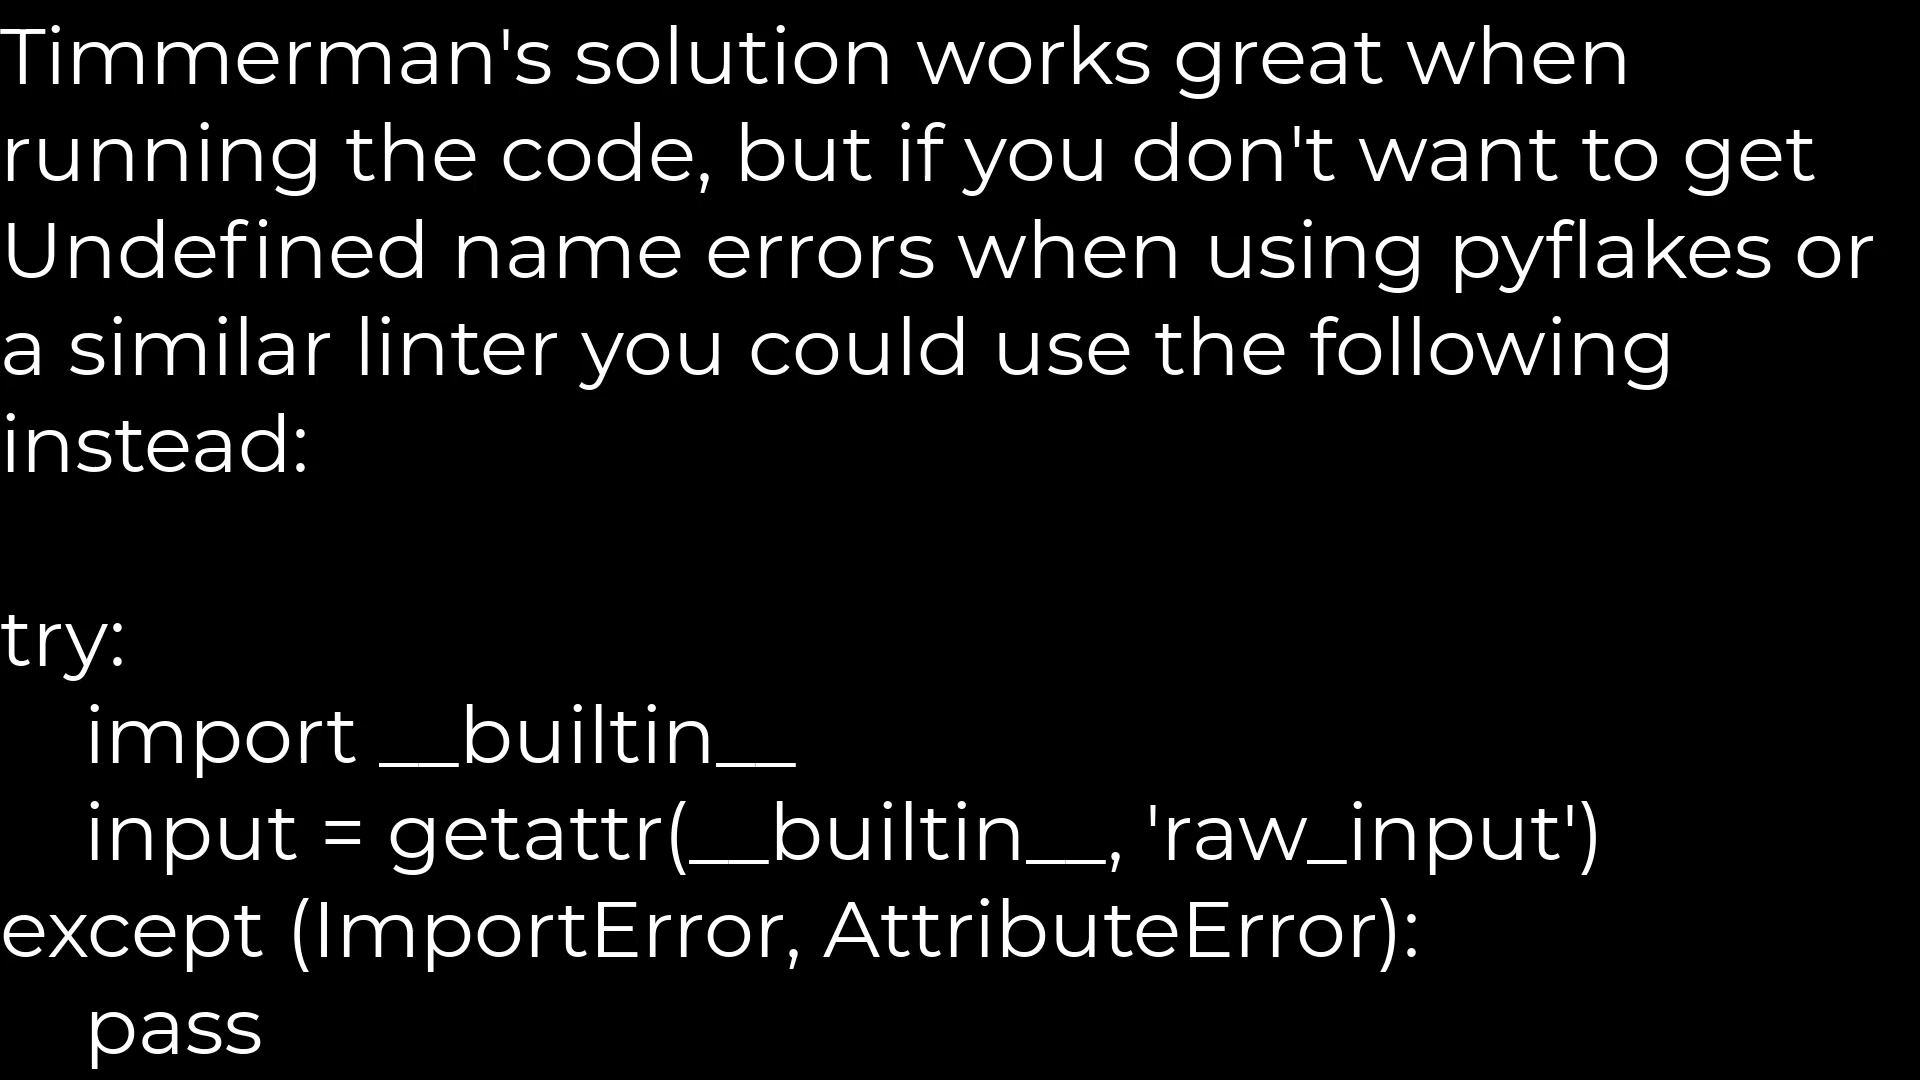 Timmerman's solution works great when
running the code, but if you don't want to get
Undefined name errors when using pyflakes or
a similar linter you could use the following
instead:
try:
    import __builtin__
    input = getattr(__builtin__, 'raw_input')
except (ImportError, AttributeError):
    pass